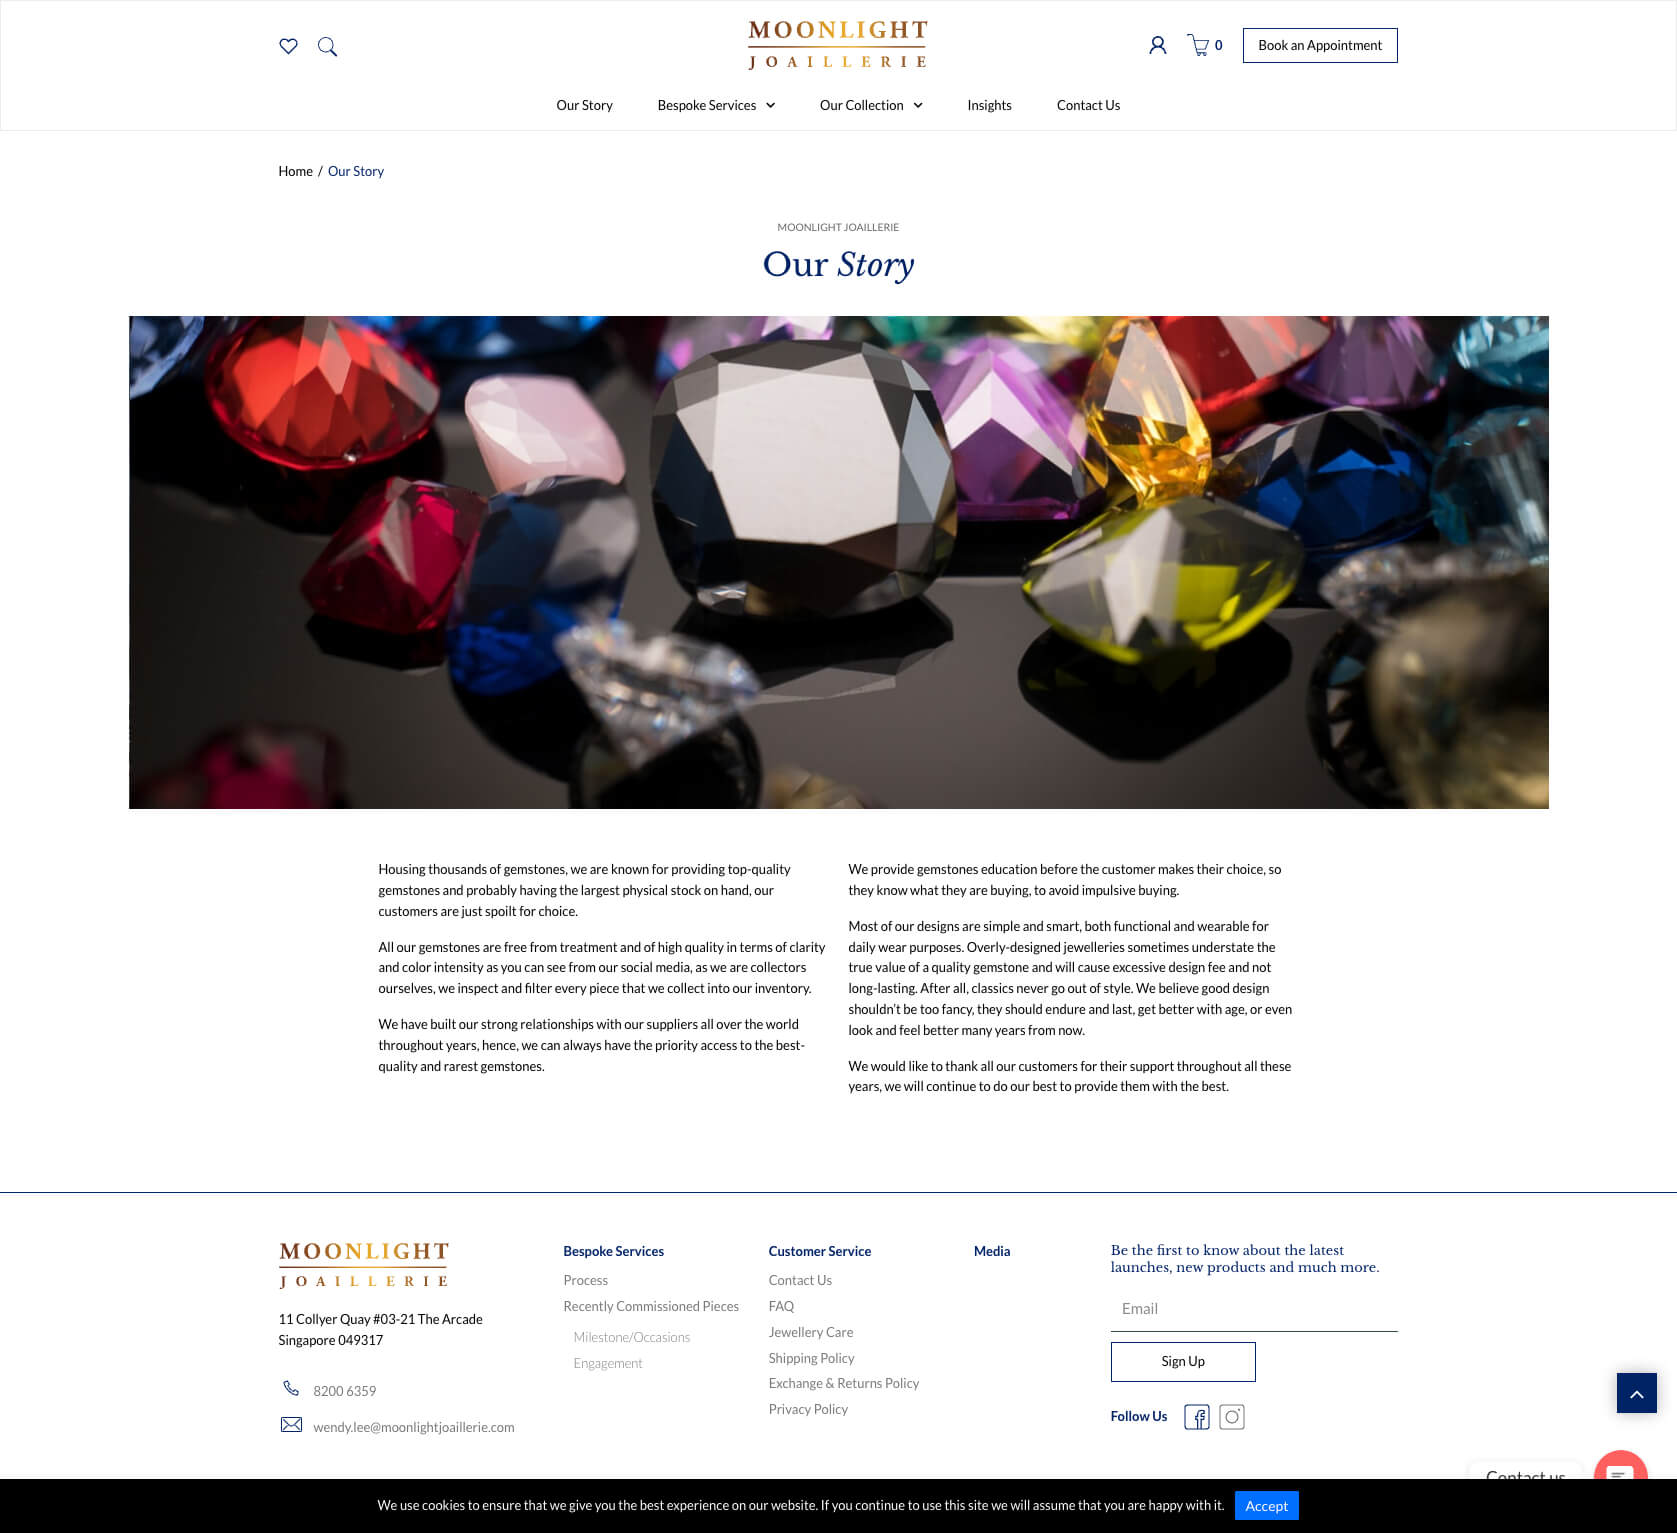 MOONLIGHT
JOAILLERIE
0
Book an Appointment
Our Story
Bespoke Services
Our Collection
Insights
Contact Us
Home / Our Story
MOONLIGHT JOAILLERIE
Our Story
Housing thousands of gemstones, we are known for providing top-quality
gemstones and probably having the largest physical stock on hand, our
customers are just spoilt for choice.
All our gemstones are free from treatment and of high quality in terms of clarity
and color intensity as you can see from our social media, as we are collectors
ourselves, we inspect and filter every piece that we collect into our inventory.
We have built our strong relationships with our suppliers all over the world
throughout years, hence, we can always have the priority access to the best-
quality and rarest gemstones.
We provide gemstones education before the customer makes their choice, so
they know what they are buying, to avoid impulsive buying.
Most of our designs are simple and smart, both functional and wearable for
daily wear purposes. Overly-designed jewelleries sometimes understate the
true value of a quality gemstone and will cause excessive design fee and not
long-lasting. After all, classics never go out of style. We believe good design
shouldn't be too fancy, they should endure and last, get better with age, or even
look and feel better many years from now.
We would like to thank all our customers for their support throughout all these
years, we will continue to do our best to provide them with the best.
MOONLIGHT
JOAILLERIE
11 Collyer Quay #03-21 The Arcade
Singapore 049317
8200 6359
wendy.lee@moonlightjoaillerie.com
Bespoke Services
Process
Recently Commissioned Pieces
Milestone/Occasions
Engagement
Customer Service
Contact Us
FAQ
Jewellery Care
Shipping Policy
Exchange & Returns Policy
Privacy Policy
Media
Be the first to know about the latest
launches, new products and much more.
Email
Sign Up
Follow Us
Contact us
We use cookies to ensure that we give you the best experience on our website. If you continue to use this site we will assume that you are happy with it.
Accept